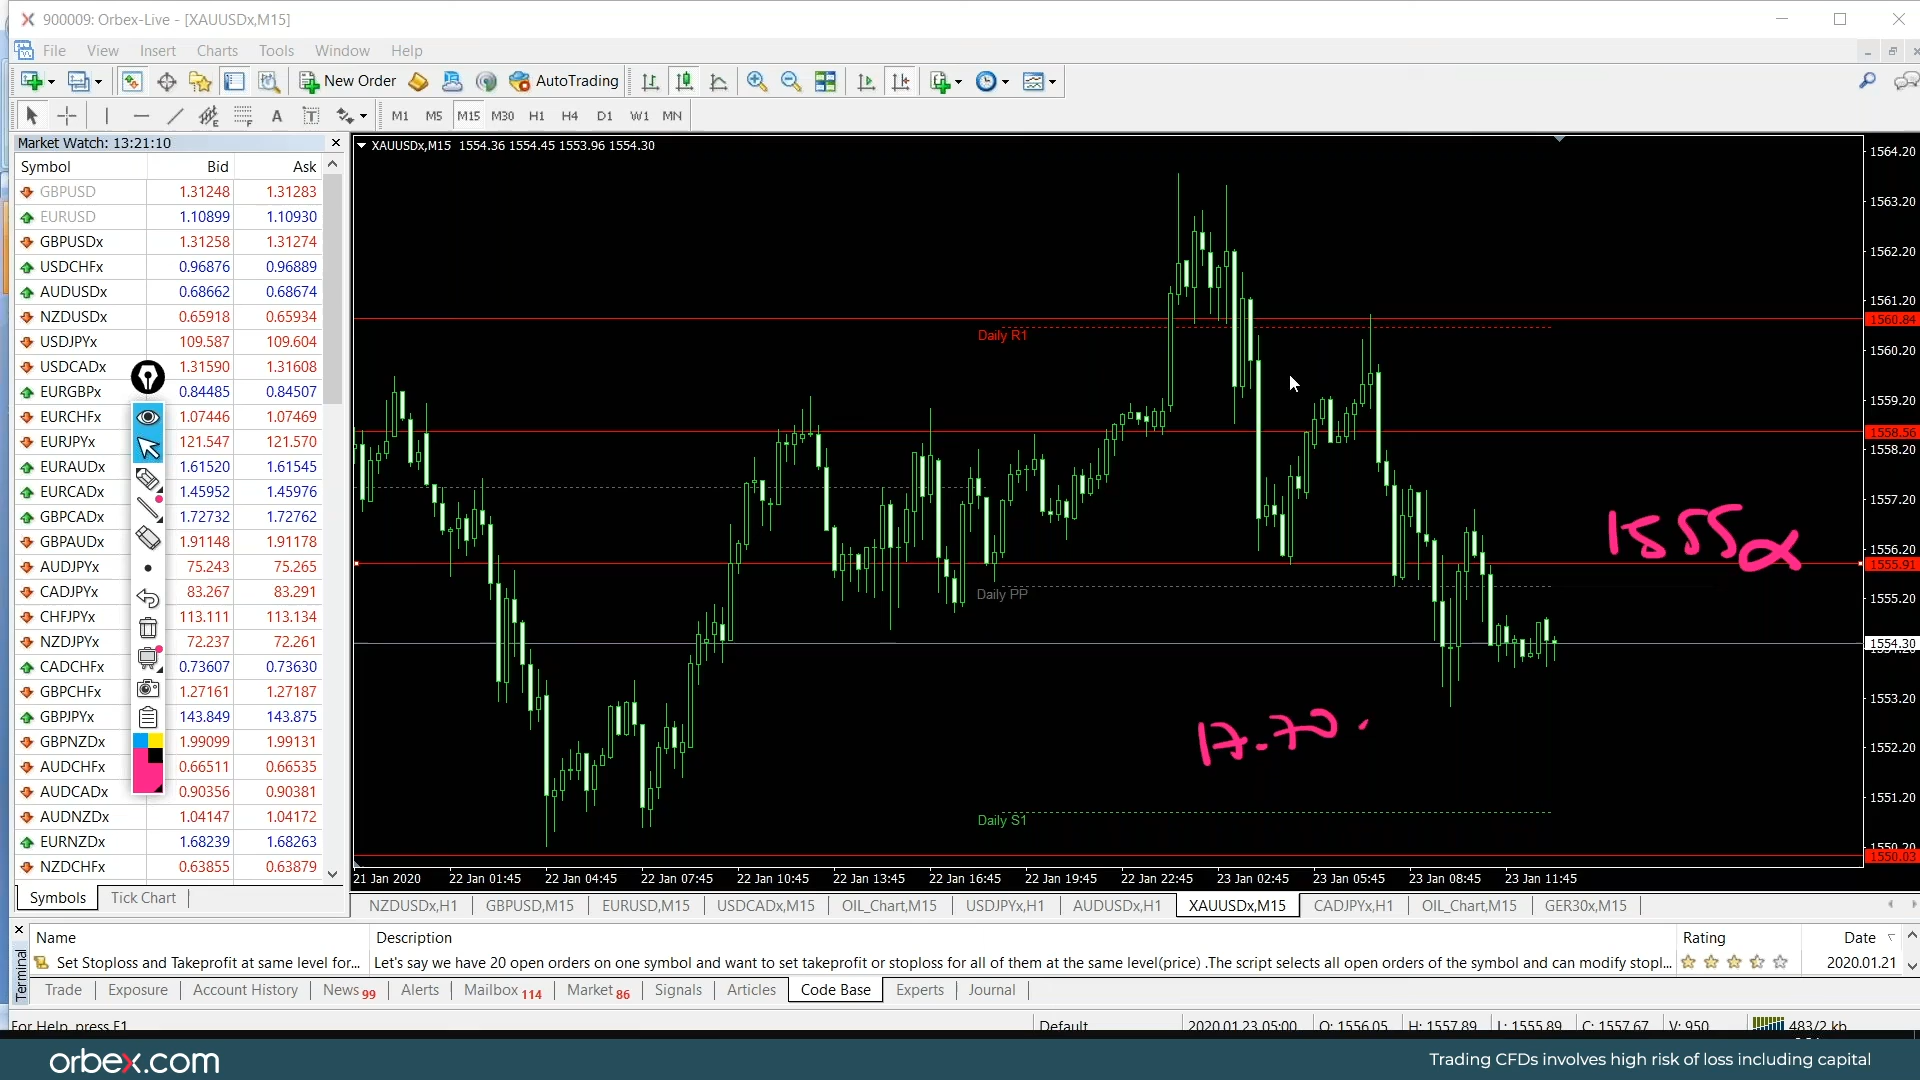 900009: Orbex-Live - [XAUUSDx,M15]
File View Insert Charts Tools Window Help
New Order AutoTrading
A T M1 M5 M15 M30 H1 H4 D1 W1 MN
Market Watch: 13:21:10
Symbol Bid Ask
GBPUSD 1.31248 1.31283
EURUSD 1.10899 1.10930
GBPUSDx 1.31258 1.31274
USDCHFx 0.96876 0.96889
AUDUSDx 0.68662 0.68674
NZDUSDx 0.65918 0.65934
USDJPYx 109.587 109.604
USDCADx 1.31590 1.31608
EURGBPx 0.84485 0.84507
EURCHFx 1.07446 1.07469
EURJPYx 121.547 121.570
EURAUDx 1.61520 1.61545
EURCADx 1.45952 1.45976
GBPCADx 1.72732 1.72762
GBPAUDx 1.91148 1.91178
AUDJPYx 75.243 75.265
CADJPYx 83.267 83.291
CHFJPYx 113.111 113.134
NZDJPYx 72.237 72.261
CADCHFx 0.73607 0.73630
GBPCHFx 1.27161 1.27187
GBPJPYx 143.849 143.875
GBPNZDx 1.99099 1.99131
AUDCHFx 0.66511 0.66535
AUDCADx 0.90356 0.90381
AUDNZDx 1.04147 1.04172
EURNZDx 1.68239 1.68263
NZDCHFx 0.63855 0.63879
Symbols Tick Chart
XAUUSDx,M15 1554.36 1554.45 1553.96 1554.30
Daily R1
Daily PP
Daily S1
17.70.
1564.20
1563.20
1562.20
1561.20
1560.84
1560.20
1559.20
1558.56
1558.20
1557.20
1556.20
1555.91
1555.20
1554.30
1553.20
1552.20
1551.20
1550.20
1550.03
21 Jan 2020 22 Jan 01:45 22 Jan 04:45 22 Jan 07:45 22 Jan 10:45 22 Jan 13:45 22 Jan 16:45 22 Jan 19:45 22 Jan 22:45 23 Jan 02:45 23 Jan 05:45 23 Jan 08:45 23 Jan 11:45
NZDUSDx,H1 GBPUSD,M15 EURUSD,M15 USDCADx,M15 OIL_Chart,M15 USDJPYx,H1 AUDUSDx,H1 XAUUSDx,M15 CADJPYx,H1 OIL_Chart,M15 GER30x,M15
Terminal
Name Description Rating Date
Set Stoploss and Takeprofit at same level for... Let's say we have 20 open orders on one symbol and want to set takeprofit or stoploss for all of them at the same level(price) .The script selects all open orders of the symbol and can modify stopl... 2020.01.21
Trade Exposure Account History News 99 Alerts Mailbox 114 Market 86 Signals Articles Code Base Experts Journal
For Help, press F1 Default 2020.01.23 05:00 O: 1556.05 H: 1557.89 L: 1555.89 C: 1557.67 V: 950 483/2 kb
orbex.com
Trading CFDs involves high risk of loss including capital